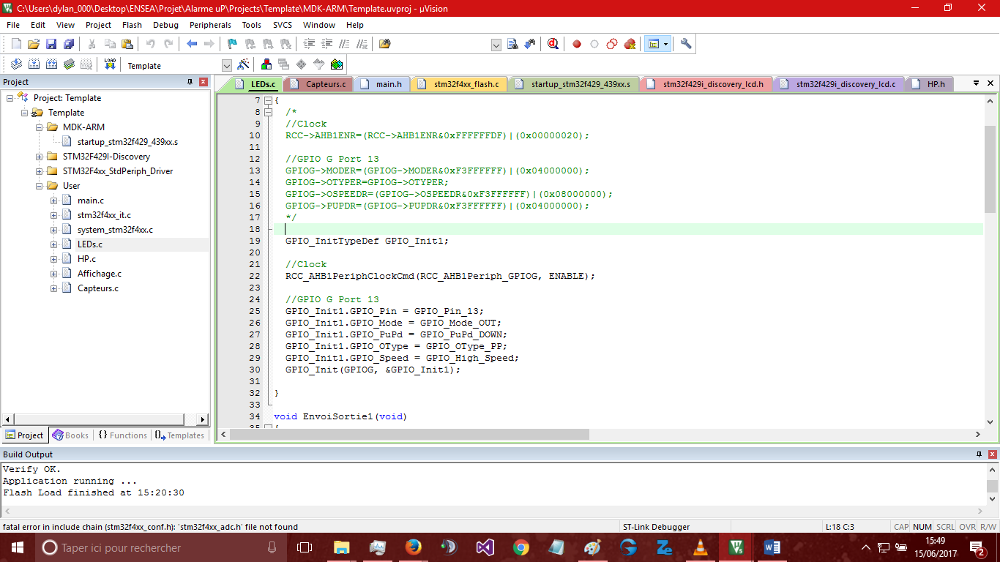 C:\Users\dylan_000\Desktop\ENSEA\Projet\Alarme uP\Projects\Template\MDK-ARM\Template.uvproj - µVision
File Edit View Project Flash Debug Peripherals Tools SVCS Window Help
LOAD Template
Project
LEDs.c Capteurs.c main.h stm32f4xx_flash.c startup_stm32f429_439xx.s stm32f429i_discovery_lcd.h stm32f429i_discovery_lcd.c HP.h
Project: Template
Template
MDK-ARM
startup_stm32f429_439xx.s
STM32F429I-Discovery
STM32F4xx_StdPeriph_Driver
User
main.c
stm32f4xx_it.c
system_stm32f4xx.c
LEDs.c
HP.c
Affichage.c
Capteurs.c
Project Books {} Functions Templates
7 {
8 /*
9 //Clock
10 RCC->AHB1ENR=(RCC->AHB1ENR&0xFFFFFFDF)|(0x00000020);
11
12 //GPIO G Port 13
13 GPIOG->MODER=(GPIOG->MODER&0xF3FFFFFF)|(0x04000000);
14 GPIOG->OTYPER=GPIOG->OTYPER;
15 GPIOG->OSPEEDR=(GPIOG->OSPEEDR&0xF3FFFFFF)|(0x08000000);
16 GPIOG->PUPDR=(GPIOG->PUPDR&0xF3FFFFFF)|(0x04000000);
17 */
18
19 GPIO_InitTypeDef GPIO_Init1;
20
21 //Clock
22 RCC_AHB1PeriphClockCmd(RCC_AHB1Periph_GPIOG, ENABLE);
23
24 //GPIO G Port 13
25 GPIO_Init1.GPIO_Pin = GPIO_Pin_13;
26 GPIO_Init1.GPIO_Mode = GPIO_Mode_OUT;
27 GPIO_Init1.GPIO_PuPd = GPIO_PuPd_DOWN;
28 GPIO_Init1.GPIO_OType = GPIO_OType_PP;
29 GPIO_Init1.GPIO_Speed = GPIO_High_Speed;
30 GPIO_Init(GPIOG, &GPIO_Init1);
31
32 }
33
34 void EnvoiSortie1(void)
35 {
Build Output
Verify OK.
Application running ...
Flash Load finished at 15:20:30
fatal error in include chain (stm32f4xx_conf.h): 'stm32f4xx_adc.h' file not found
ST-Link Debugger L:18 C:3 CAP NUM SCRL OVR R/W
Taper ici pour rechercher
15:49
15/06/2017
2